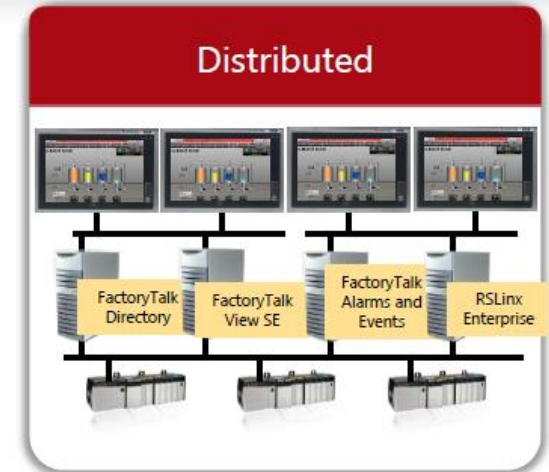 Distributed
FactoryTalk
Directory
FactoryTalk
View SE
FactoryTalk
Alarms and
Events
RSLinx
Enterprise